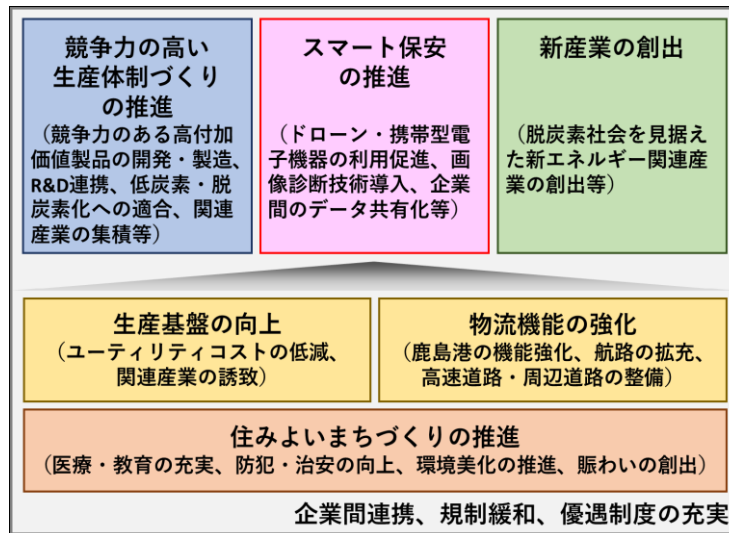 競争力の高い
生産体制づくり
の推進
（競争力のある高付加
価値製品の開発・製造、
R&D連携、低炭素・脱
炭素化への適合、関連
産業の集積等）
スマート保安
の推進
（ドローン・携帯型電
子機器の利用促進、画
像診断技術導入、企業
間のデータ共有化等）
新産業の創出
（脱炭素社会を見据え
た新エネルギー関連産
業の創出等）
生産基盤の向上
（ユーティリティコストの低減、
関連産業の誘致）
物流機能の強化
（鹿島港の機能強化、航路の拡充、
高速道路・周辺道路の整備）
住みよいまちづくりの推進
（医療・教育の充実、防犯・治安の向上、環境美化の推進、賑わいの創出）
企業間連携、規制緩和、優遇制度の充実